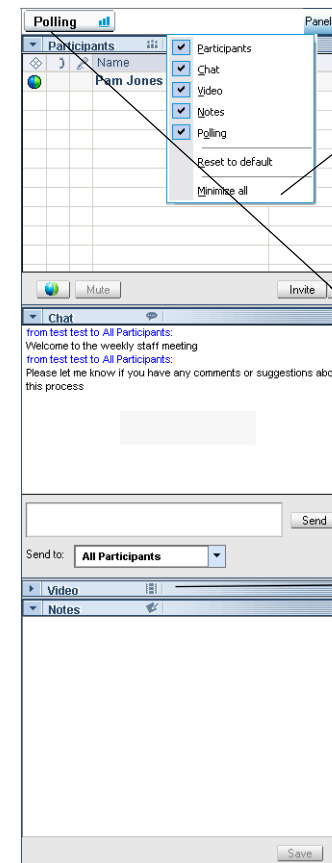 Polling
Panel
Participants
Name
Pam Jones
Participants
Chat
Video
Notes
Polling
Reset to default
Minimize all
Mute
Invite
Chat
from test test to All Participants:
Welcome to the weekly staff meeting
from test test to All Participants:
Please let me know if you have any comments or suggestions abo
this process
Send
Send to: All Participants
Video
Notes
Save